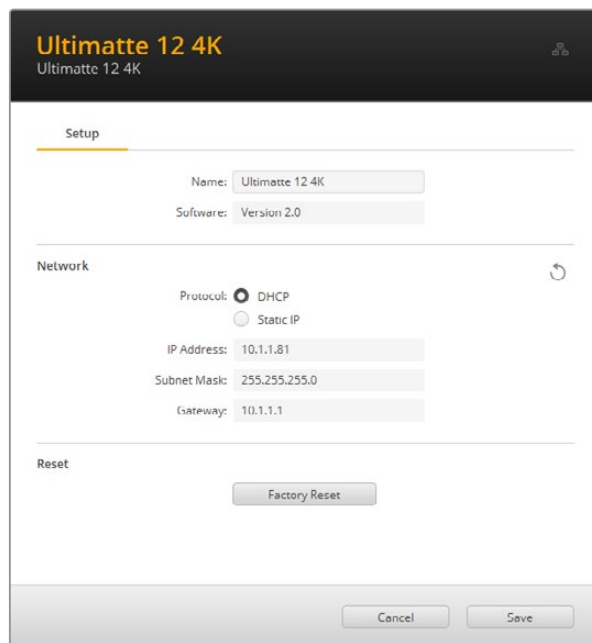 Ultimatte 12 4K
Ultimatte 12 4K
Setup
Name: Ultimatte 12 4K
Software: Version 2.0
Network
Protocol: DHCP
Static IP
IP Address: 10.1.1.81
Subnet Mask: 255.255.255.0
Gateway: 10.1.1.1
Reset
Factory Reset
Cancel Save